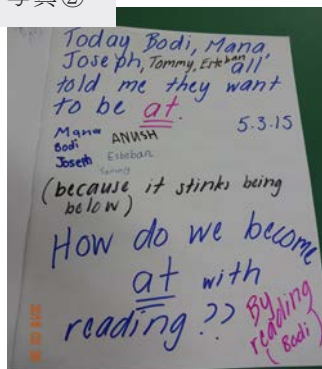 写真②
Today Bodi, Mana,
Joseph, Tommy, Esteban all
told me they want
to be at.
5.3.15
Mana ANUSH
Bodi
Joseph Esteban
Tommy
(because it stinks being
below)
How do we become
at with
reading??
By
reading
(Bodi)